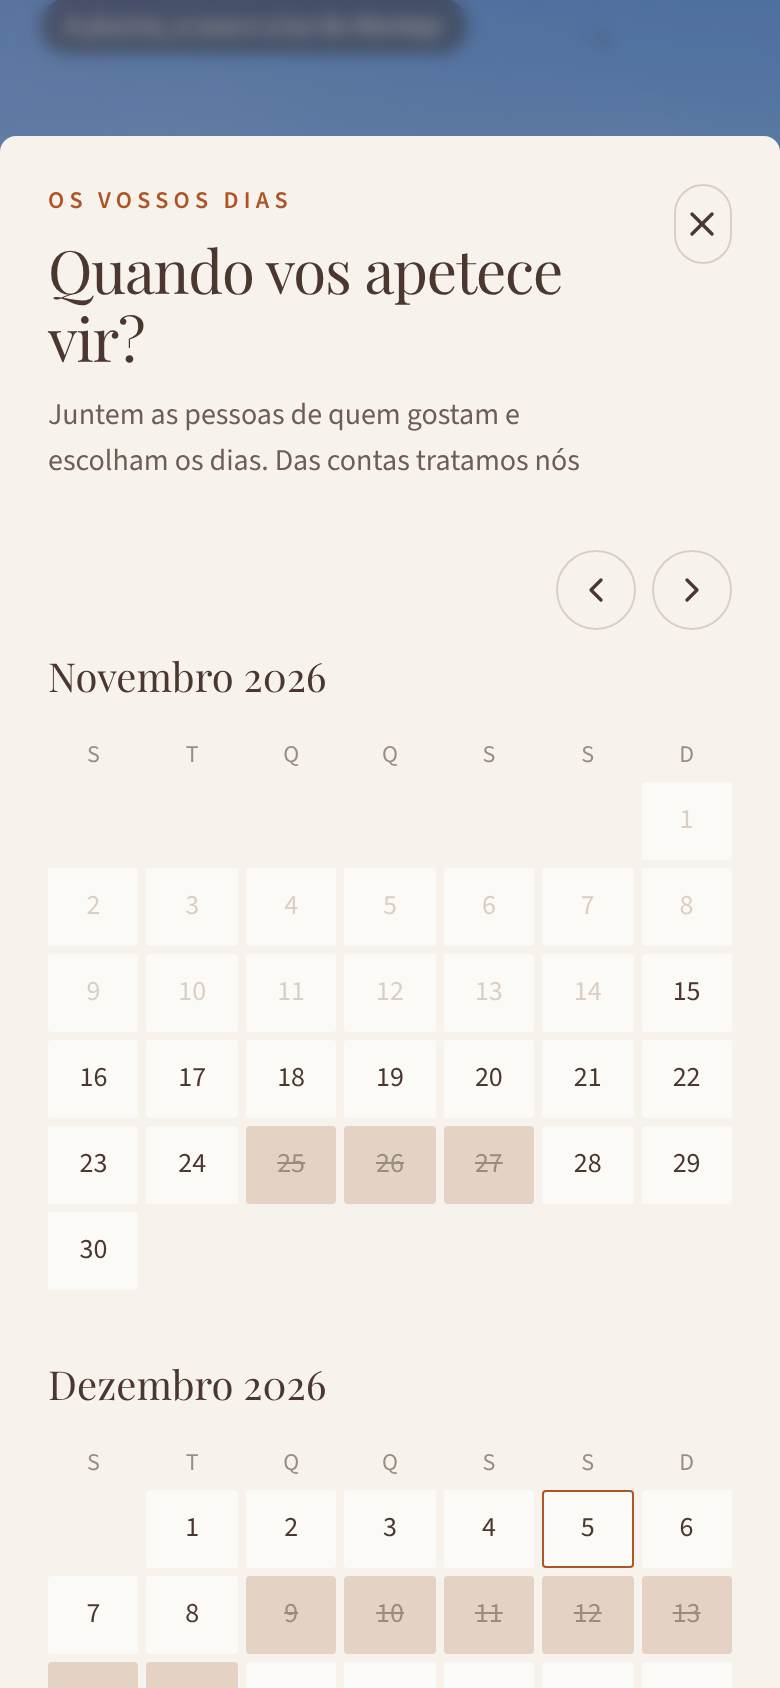 OS VOSSOS DIAS
Quando vos apetece
vir?
Juntem as pessoas de quem gostam e
escolham os dias. Das contas tratamos nós
Novembro 2026
S T Q Q S S D
1
2 3 4 5 6 7 8
9 10 11 12 13 14 15
16 17 18 19 20 21 22
23 24 25 26 27 28 29
30
Dezembro 2026
S T Q Q S S D
1 2 3 4 5 6
7 8 9 10 11 12 13